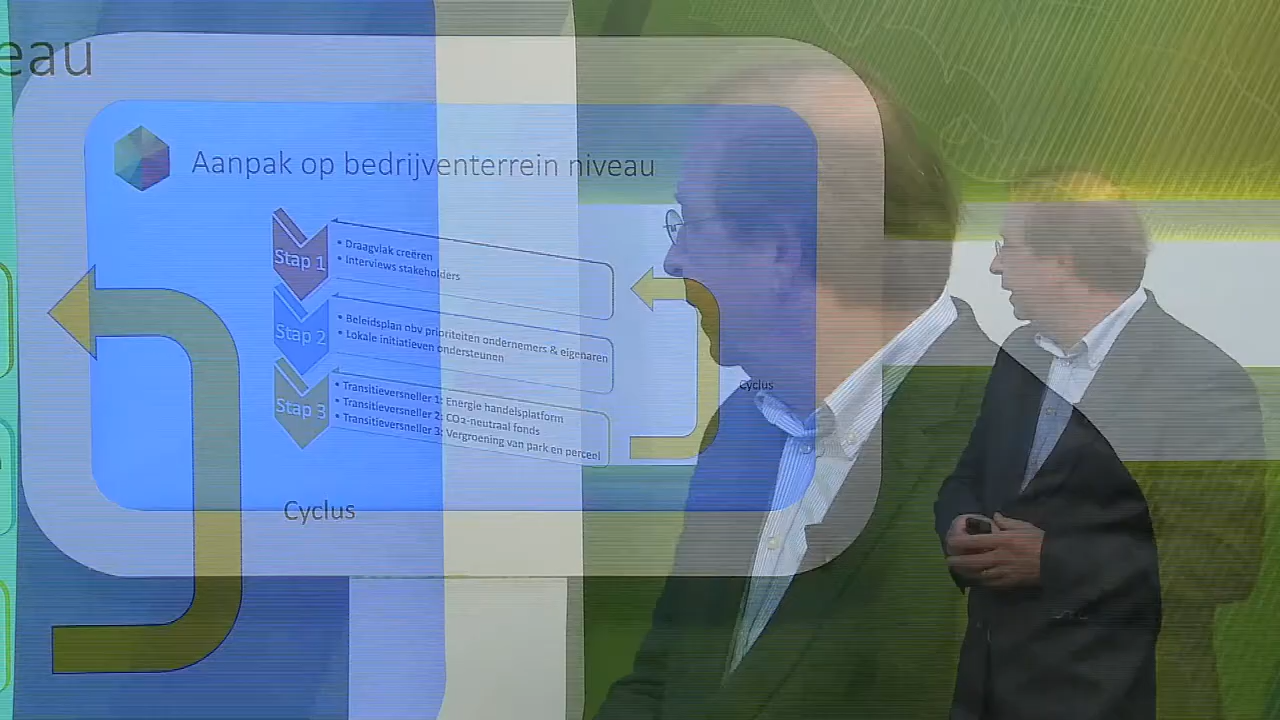 eau
Aanpak op bedrijventerrein niveau
Stap 1
• Draagvlak creëren
• Interviews stakeholders
Stap 2
• Beleidsplan obv prioriteiten ondernemers & eigenaren
• Lokale initiatieven ondersteunen
Stap 3
• Transitieversneller 1: Energie handelsplatform
• Transitieversneller 2: CO2-neutraal fonds
• Transitieversneller 3: Vergroening van park en perceel
Cyclus
Cyclus